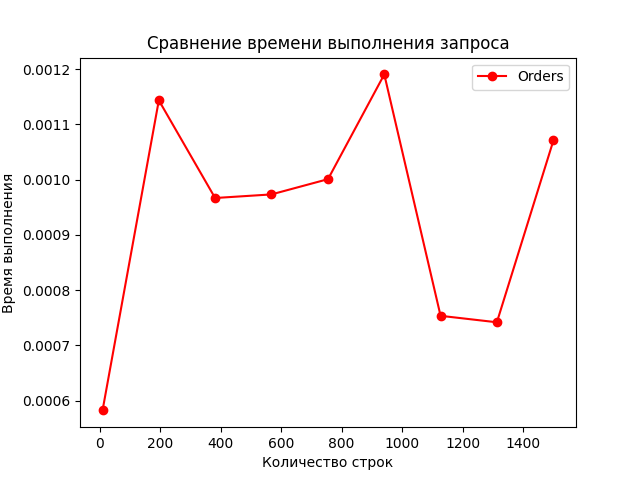 Сравнение времени выполнения запроса
Orders
Время выполнения
0.0012
0.0011
0.0010
0.0009
0.0008
0.0007
0.0006
0 200 400 600 800 1000 1200 1400
Количество строк